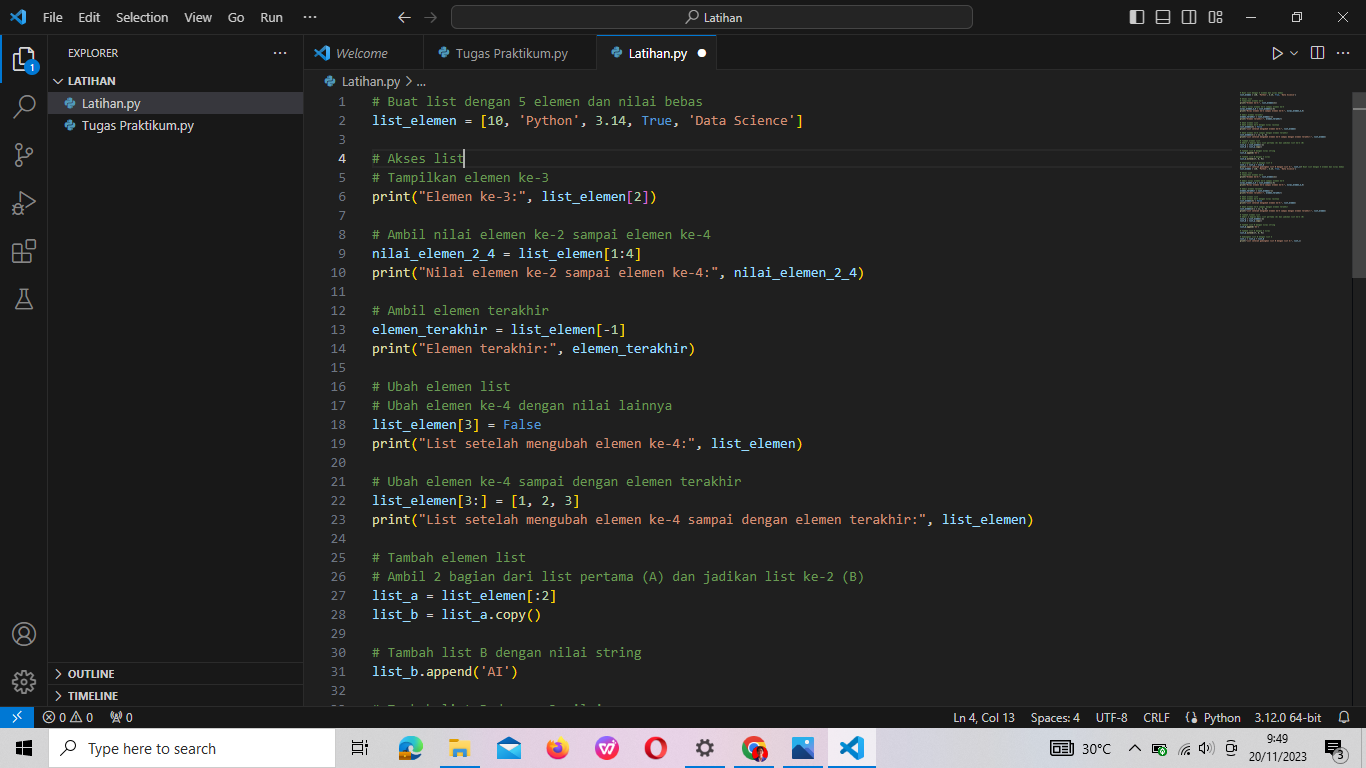 File Edit Selection View Go Run ··· Latihan
EXPLORER ···
Welcome Tugas Praktikum.py Latihan.py
LATIHAN
Latihan.py
Tugas Praktikum.py
Latihan.py > ...
1 # Buat list dengan 5 elemen dan nilai bebas
2 list_elemen = [10, 'Python', 3.14, True, 'Data Science']
3
4 # Akses list
5 # Tampilkan elemen ke-3
6 print("Elemen ke-3:", list_elemen[2])
7
8 # Ambil nilai elemen ke-2 sampai elemen ke-4
9 nilai_elemen_2_4 = list_elemen[1:4]
10 print("Nilai elemen ke-2 sampai elemen ke-4:", nilai_elemen_2_4)
11
12 # Ambil elemen terakhir
13 elemen_terakhir = list_elemen[-1]
14 print("Elemen terakhir:", elemen_terakhir)
15
16 # Ubah elemen list
17 # Ubah elemen ke-4 dengan nilai lainnya
18 list_elemen[3] = False
19 print("List setelah mengubah elemen ke-4:", list_elemen)
20
21 # Ubah elemen ke-4 sampai dengan elemen terakhir
22 list_elemen[3:] = [1, 2, 3]
23 print("List setelah mengubah elemen ke-4 sampai dengan elemen terakhir:", list_elemen)
24
25 # Tambah elemen list
26 # Ambil 2 bagian dari list pertama (A) dan jadikan list ke-2 (B)
27 list_a = list_elemen[:2]
28 list_b = list_a.copy()
29
30 # Tambah list B dengan nilai string
31 list_b.append('AI')
32
OUTLINE
TIMELINE
0 0 0 Ln 4, Col 13 Spaces: 4 UTF-8 CRLF Python 3.12.0 64-bit
Type here to search 30°C 9:49
20/11/2023 3